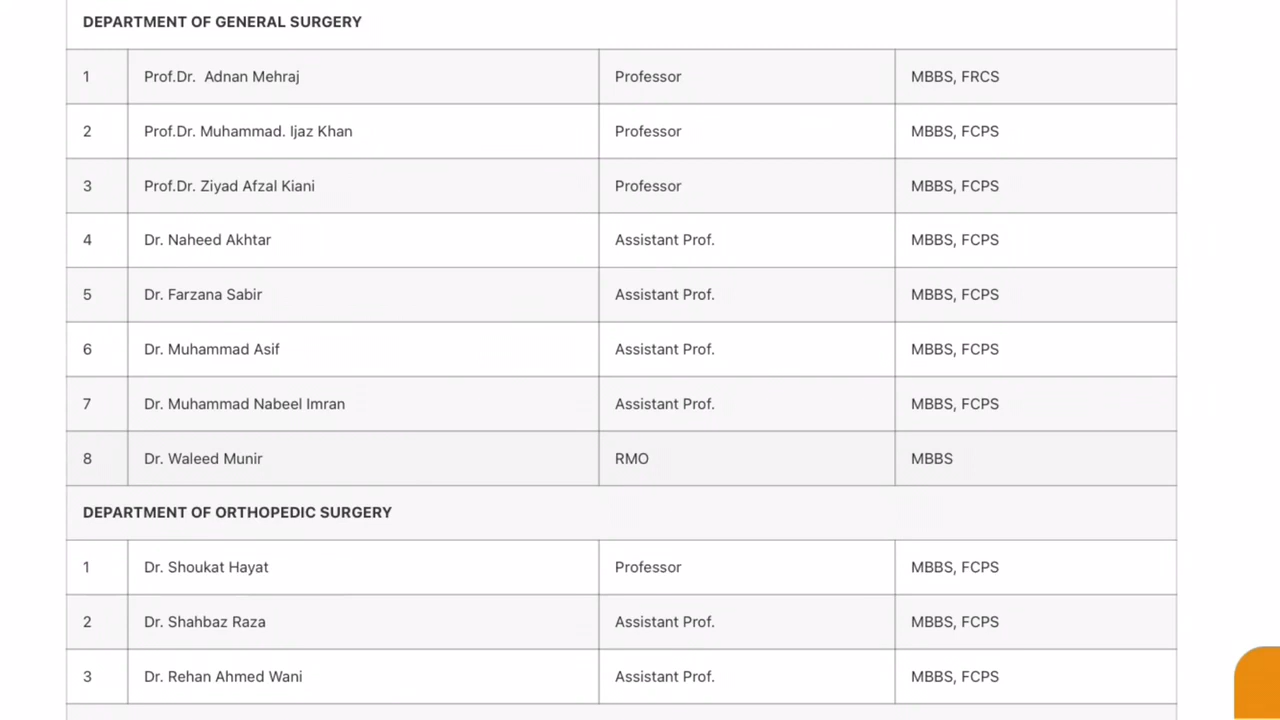 DEPARTMENT OF GENERAL SURGERY
1 Prof.Dr.  Adnan Mehraj Professor MBBS, FRCS
2 Prof.Dr. Muhammad. Ijaz Khan Professor MBBS, FCPS
3 Prof.Dr. Ziyad Afzal Kiani Professor MBBS, FCPS
4 Dr. Naheed Akhtar Assistant Prof. MBBS, FCPS
5 Dr. Farzana Sabir Assistant Prof. MBBS, FCPS
6 Dr. Muhammad Asif Assistant Prof. MBBS, FCPS
7 Dr. Muhammad Nabeel Imran Assistant Prof. MBBS, FCPS
8 Dr. Waleed Munir RMO MBBS
DEPARTMENT OF ORTHOPEDIC SURGERY
1 Dr. Shoukat Hayat Professor MBBS, FCPS
2 Dr. Shahbaz Raza Assistant Prof. MBBS, FCPS
3 Dr. Rehan Ahmed Wani Assistant Prof. MBBS, FCPS